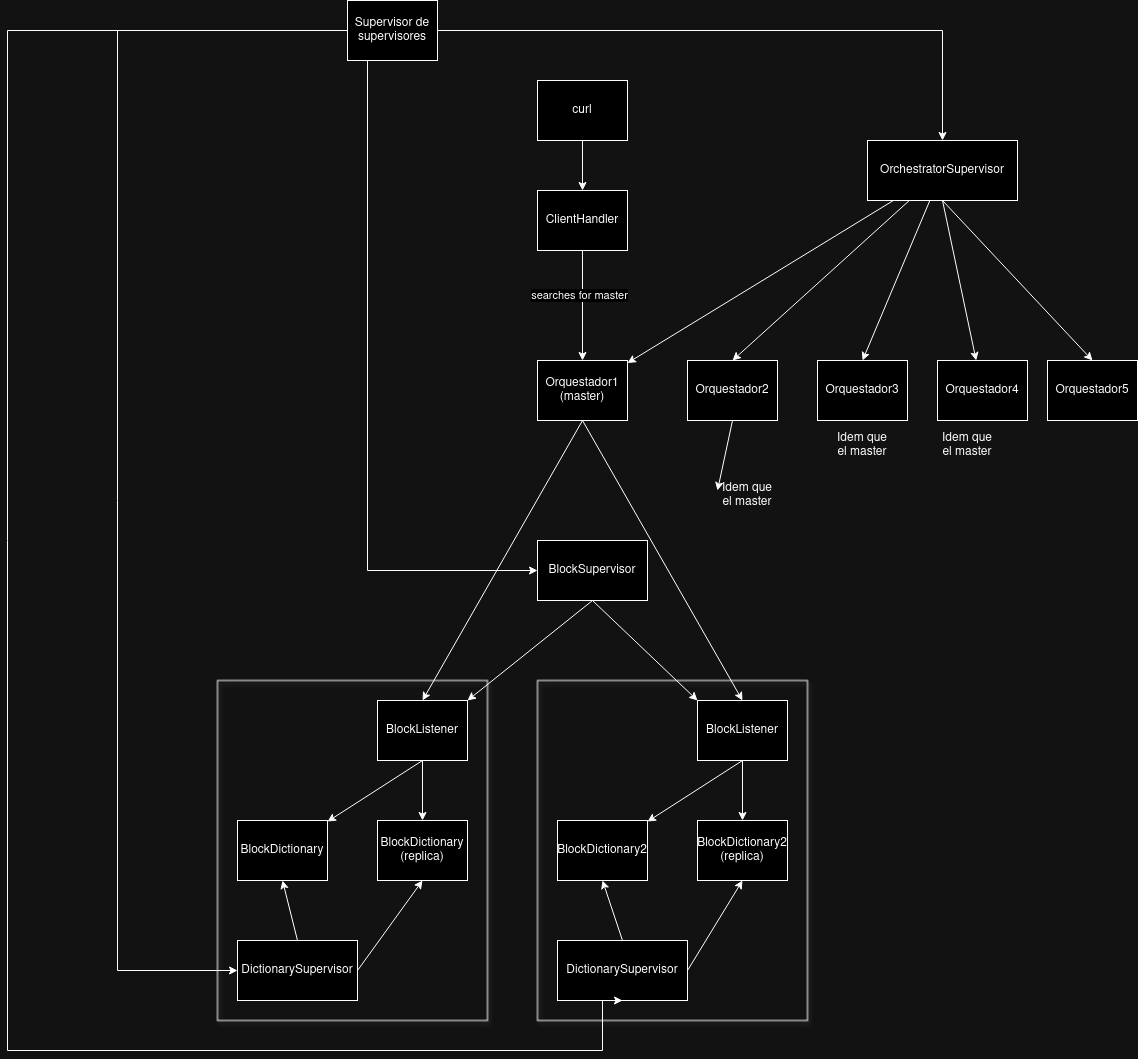 Supervisor de
supervisores
curl
OrchestratorSupervisor
ClientHandler
searches for master
Orquestador1
(master)
Orquestador2
Orquestador3
Orquestador4
Orquestador5
Idem que
el master
Idem que
el master
Idem que
el master
BlockSupervisor
BlockListener
BlockListener
BlockDictionary
BlockDictionary
(replica)
BlockDictionary2
BlockDictionary2
(replica)
DictionarySupervisor
DictionarySupervisor